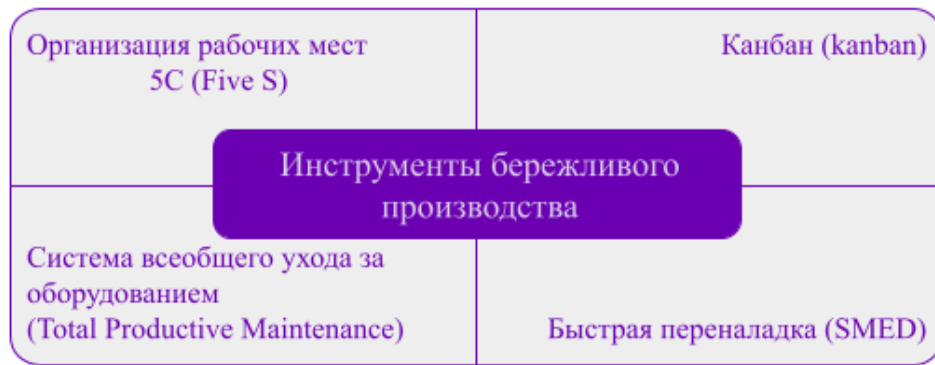 Организация рабочих мест
5С (Five S)
Канбан (kanban)
Инструменты бережливого
производства
Система всеобщего ухода за
оборудованием
(Total Productive Maintenance)
Быстрая переналадка (SMED)